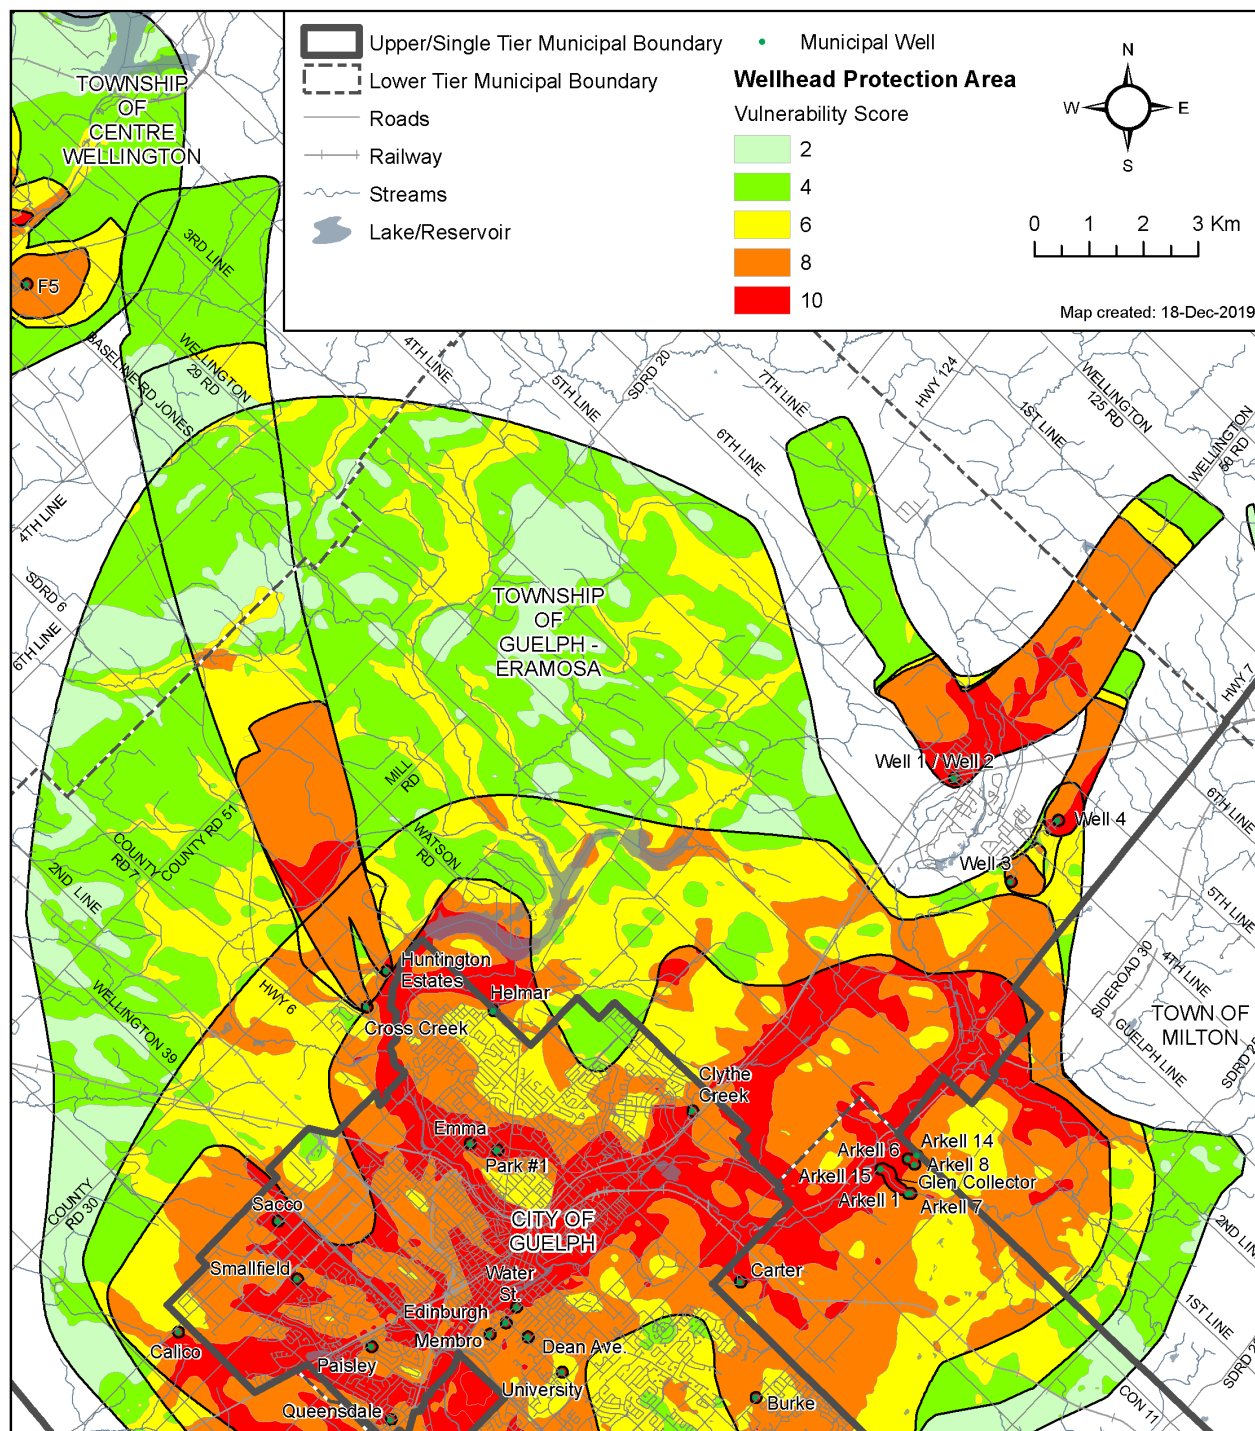 Upper/Single Tier Municipal Boundary
Lower Tier Municipal Boundary
Roads
Railway
Streams
Lake/Reservoir
Municipal Well
Wellhead Protection Area
Vulnerability Score
2
4
6
8
10
N
W
E
S
0 1 2 3 Km
Map created: 18-Dec-2019
TOWNSHIP
OF
CENTRE
WELLINGTON
3RD LINE
F5
BASELINE RD JONES
WELLINGTON
29 RD
4TH LINE
5TH LINE
SDRD 20
7TH LINE
6TH LINE
HWY 124
1ST LINE
WELLINGTON
125 RD
WELLINGTON
50 RD
4TH LINE
SDRD 6
6TH LINE
TOWNSHIP
OF
GUELPH -
ERAMOSA
HWY 7
Well 1 / Well 2
Well 4
Well 3
6TH LINE
5TH LINE
4TH LINE
SIDEROAD 30
GUELPH LINE
TOWN OF
MILTON
MILL
RD
WATSON
RD
COUNTY
RD 7
COUNTY RD 51
2ND LINE
HWY 6
WELLINGTON 39
COUNTY
RD 30
Huntington
Estates
Helmar
Cross Creek
Clythe
Creek
Emma
Park #1
Arkell 14
Arkell 6
Arkell 8
Arkell 15
Glen Collector
Arkell 1
Arkell 7
Sacco
CITY OF
GUELPH
Smallfield
Water
St.
Carter
Edinburgh
Membro
Dean Ave.
Calico
Paisley
University
Queensdale
Burke
1ST LINE
CON 11